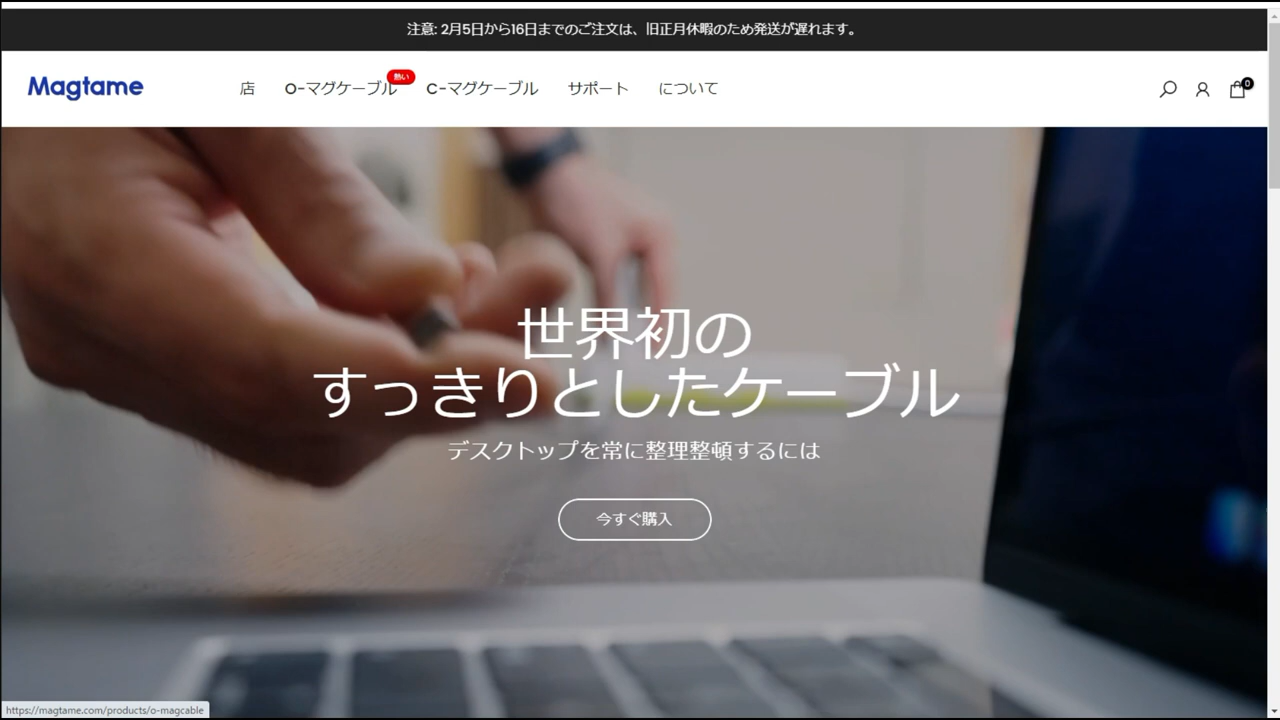 注意: 2月5日から16日までのご注文は、旧正月休暇のため発送が遅れます。
Magtame 店 O-マグケーブル 熱い C-マグケーブル サポート について 0
世界初の
すっきりとしたケーブル
デスクトップを常に整理整頓するには
今すぐ購入
https://magtame.com/products/o-magcable